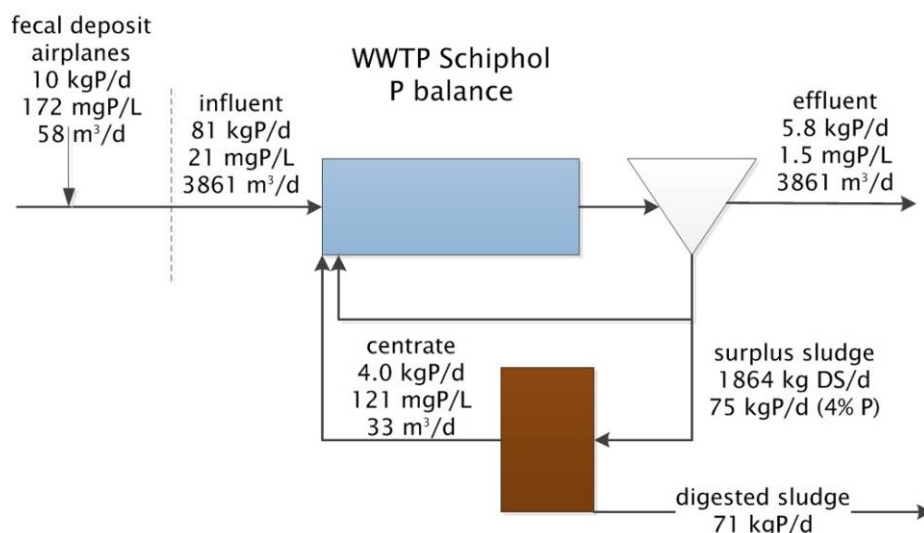 fecal deposit
airplanes
10 kgP/d
172 mgP/L
58 m³/d
WWTP Schiphol
P balance
influent
81 kgP/d
21 mgP/L
3861 m³/d
effluent
5.8 kgP/d
1.5 mgP/L
3861 m³/d
centrate
4.0 kgP/d
121 mgP/L
33 m³/d
surplus sludge
1864 kg DS/d
75 kgP/d (4% P)
digested sludge
71 kgP/d